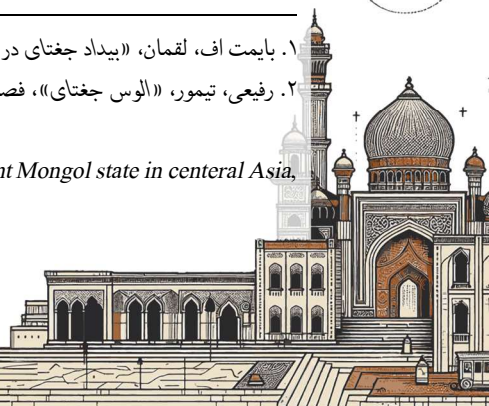 ۱. بایمت اف، لقمان، «بیداد جغتای در
۲. رفیعی، تیمور، «الوس جغتای»، فص
nt Mongol state in centeral Asia,